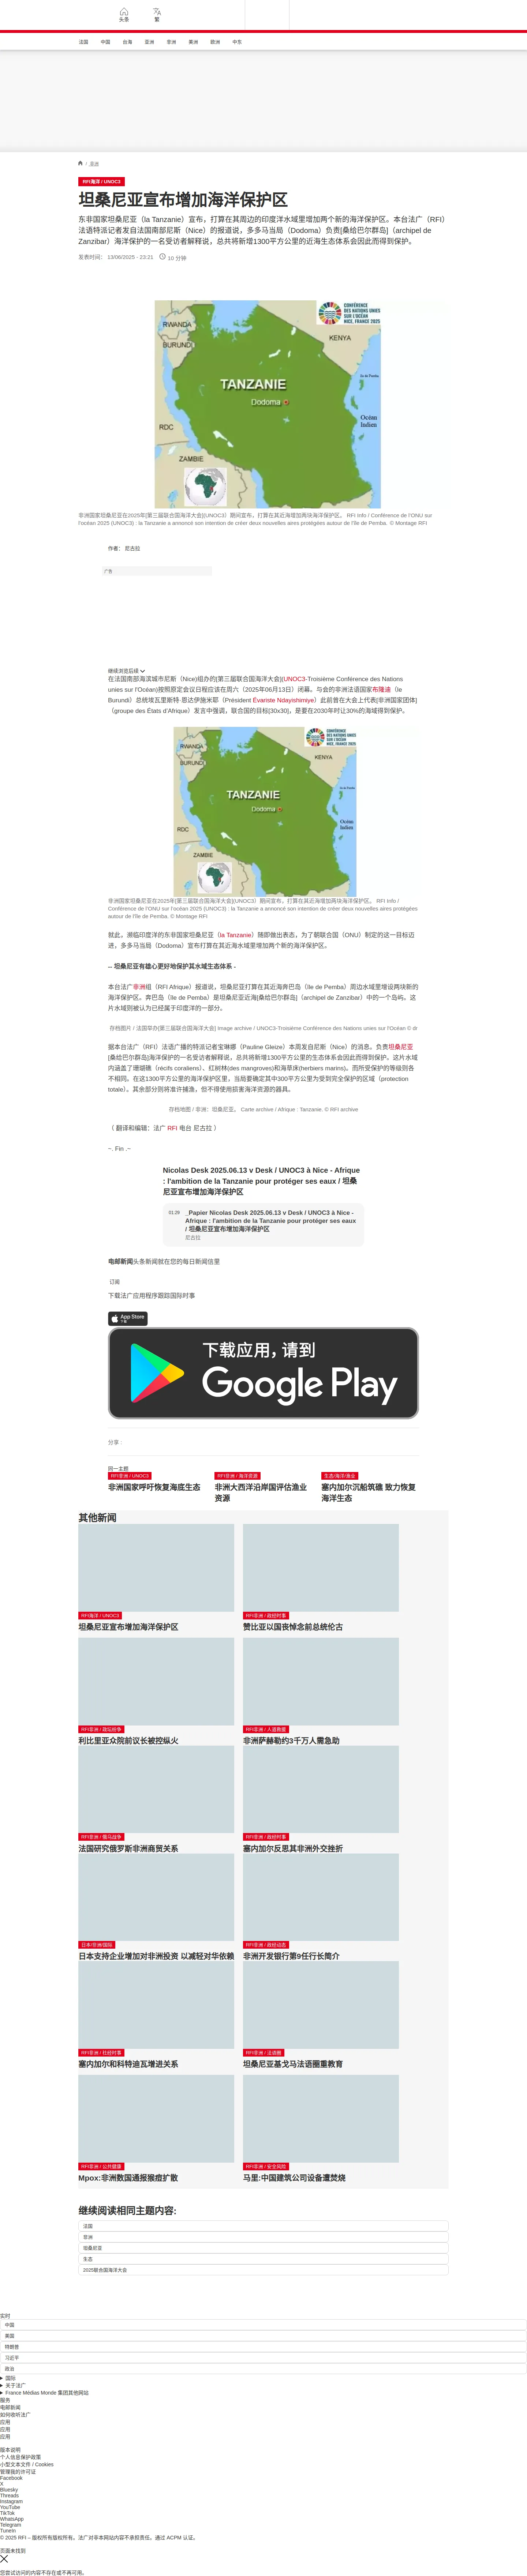 头条
繁
法国
中国
台海
亚洲
非洲
美洲
欧洲
中东
/ 非洲
RFI海洋 / UNOC3
坦桑尼亚宣布增加海洋保护区
东非国家坦桑尼亚（la Tanzanie）宣布，打算在其周边的印度洋水域里增加两个新的海洋保护区。本台法广（RFI）
法语特派记者发自法国南部尼斯（Nice）的报道说，多多马当局（Dodoma）负责[桑给巴尔群岛]（archipel de
Zanzibar）海洋保护的一名受访者解释说，总共将新增1300平方公里的近海生态体系会因此而得到保护。
发表时间： 13/06/2025 - 23:21
10 分钟
CONFÉRENCE
DES NATIONS UNIES
SUR L'OCÉAN
NICE, FRANCE 2025
RWANDA
BURUNDI
KENYA
TANZANIE
Dodoma
île de Pemba
Océan
Indien
RDC
ZAMBIE
非洲国家坦桑尼亚在2025年[第三届联合国海洋大会](UNOC3）期间宣布，打算在其近海增加两块海洋保护区。 RFI Info / Conférence de l'ONU sur
l'océan 2025 (UNOC3) : la Tanzanie a annoncé son intention de créer deux nouvelles aires protégées autour de l'île de Pemba. © Montage RFI
作者： 尼古拉
广告
继续浏览后续
在法国南部海滨城市尼斯（Nice)组办的[第三届联合国海洋大会](UNOC3-Troisième Conférence des Nations
unies sur l'Océan)按照原定会议日程应该在周六（2025年06月13日）闭幕。与会的非洲法语国家布隆迪（le
Burundi）总统埃瓦里斯特·恩达伊施米耶（Président Évariste Ndayishimiye）此前曾在大会上代表[非洲国家团体]
（groupe des États d'Afrique）发言中强调，联合国的目标[30x30]，是要在2030年时让30%的海域得到保护。
CONFÉRENCE
DES NATIONS UNIES
SUR L'OCÉAN
NICE, FRANCE 2025
RWANDA
BURUNDI
KENYA
TANZANIE
Dodoma
île de Pemba
Océan
Indien
RDC
ZAMBIE
非洲国家坦桑尼亚在2025年[第三届联合国海洋大会](UNOC3）期间宣布，打算在其近海增加两块海洋保护区。 RFI Info /
Conférence de l'ONU sur l'océan 2025 (UNOC3) : la Tanzanie a annoncé son intention de créer deux nouvelles aires protégées
autour de l'île de Pemba. © Montage RFI
就此，濒临印度洋的东非国家坦桑尼亚（la Tanzanie）随即做出表态，为了朝联合国（ONU）制定的这一目标迈
进，多多马当局（Dodoma）宣布打算在其近海水域里增加两个新的海洋保护区。
-- 坦桑尼亚有雄心更好地保护其水域生态体系 -
本台法广非洲组（RFI Afrique）报道说，坦桑尼亚打算在其近海奔巴岛（île de Pemba）周边水域里增设两块新的
海洋保护区。奔巴岛（île de Pemba）是坦桑尼亚近海[桑给巴尔群岛]（archipel de Zanzibar）中的一个岛屿。这
片水域则被认为已经属于印度洋的一部分。
存档图片 / 法国举办[第三届联合国海洋大会] Image archive / UNOC3-Troisième Conférence des Nations unies sur l'Océan © dr
据本台法广（RFI）法语广播的特派记者宝琳娜（Pauline Gleize）本周发自尼斯（Nice）的消息。负责坦桑尼亚
[桑给巴尔群岛]海洋保护的一名受访者解释说，总共将新增1300平方公里的生态体系会因此而得到保护。这片水域
内涵盖了珊瑚礁（récifs coraliens）、红树林(des mangroves)和海草床(herbiers marins)。而所受保护的等级则各
不相同。在这1300平方公里的海洋保护区里，当局要确定其中300平方公里为受到完全保护的区域（protection
totale）。其余部分则将准许捕渔，但不得使用损害海洋资源的器具。
存档地图 / 非洲：坦桑尼亚。 Carte archive / Afrique : Tanzanie. © RFI archive
（ 翻译和编辑：法广 RFI 电台 尼古拉 ）
~. Fin .~
Nicolas Desk 2025.06.13 v Desk / UNOC3 à Nice - Afrique
: l'ambition de la Tanzanie pour protéger ses eaux / 坦桑
尼亚宣布增加海洋保护区
01:29
_Papier Nicolas Desk 2025.06.13 v Desk / UNOC3 à Nice -
Afrique : l'ambition de la Tanzanie pour protéger ses eaux
/ 坦桑尼亚宣布增加海洋保护区
尼古拉
电邮新闻头条新闻就在您的每日新闻信里
订阅
下载法广应用程序跟踪国际时事
App Store
下载应用，请到
Google Play
分享 :
同一主题
RFI非洲 / UNOC3
非洲国家呼吁恢复海底生态
RFI非洲 / 海洋资源
非洲大西洋沿岸国评估渔业
资源
生态/海洋/渔业
塞内加尔沉船筑礁 致力恢复
海洋生态
其他新闻
RFI海洋 / UNOC3
坦桑尼亚宣布增加海洋保护区
RFI非洲 / 政经时事
赞比亚以国丧悼念前总统伦古
RFI非洲 / 政坛纷争
利比里亚众院前议长被控纵火
RFI非洲 / 人道救援
非洲萨赫勒约3千万人需急助
RFI非洲 / 俄乌战争
法国研究俄罗斯非洲商贸关系
RFI非洲 / 政经时事
塞内加尔反思其非洲外交挫折
日本/非洲/国际
日本支持企业增加对非洲投资 以减轻对华依赖
RFI非洲 / 政经动态
非洲开发银行第9任行长简介
RFI非洲 / 社经时事
塞内加尔和科特迪瓦增进关系
RFI非洲 / 法语圈
坦桑尼亚基戈马法语圈重教育
RFI非洲 / 公共健康
Mpox:非洲数国通报猴痘扩散
RFI非洲 / 安全风险
马里:中国建筑公司设备遭焚烧
继续阅读相同主题内容:
法国
非洲
坦桑尼亚
生态
2025联合国海洋大会
实时
中国
美国
特朗普
习近平
政治
国际
关于法广
France Médias Monde 集团其他网站
服务
电邮新闻
如何收听法广
应用
应用
应用
版本说明
个人信息保护政策
小型文本文件 / Cookies
管理我的许可证
Facebook
X
Bluesky
Threads
Instagram
YouTube
TikTok
WhatsApp
Telegram
TuneIn
© 2025 RFI – 版权所有版权所有。法广对非本网站内容不承担责任。通过 ACPM 认证。
页面未找到
您尝试访问的内容不存在或不再可用。